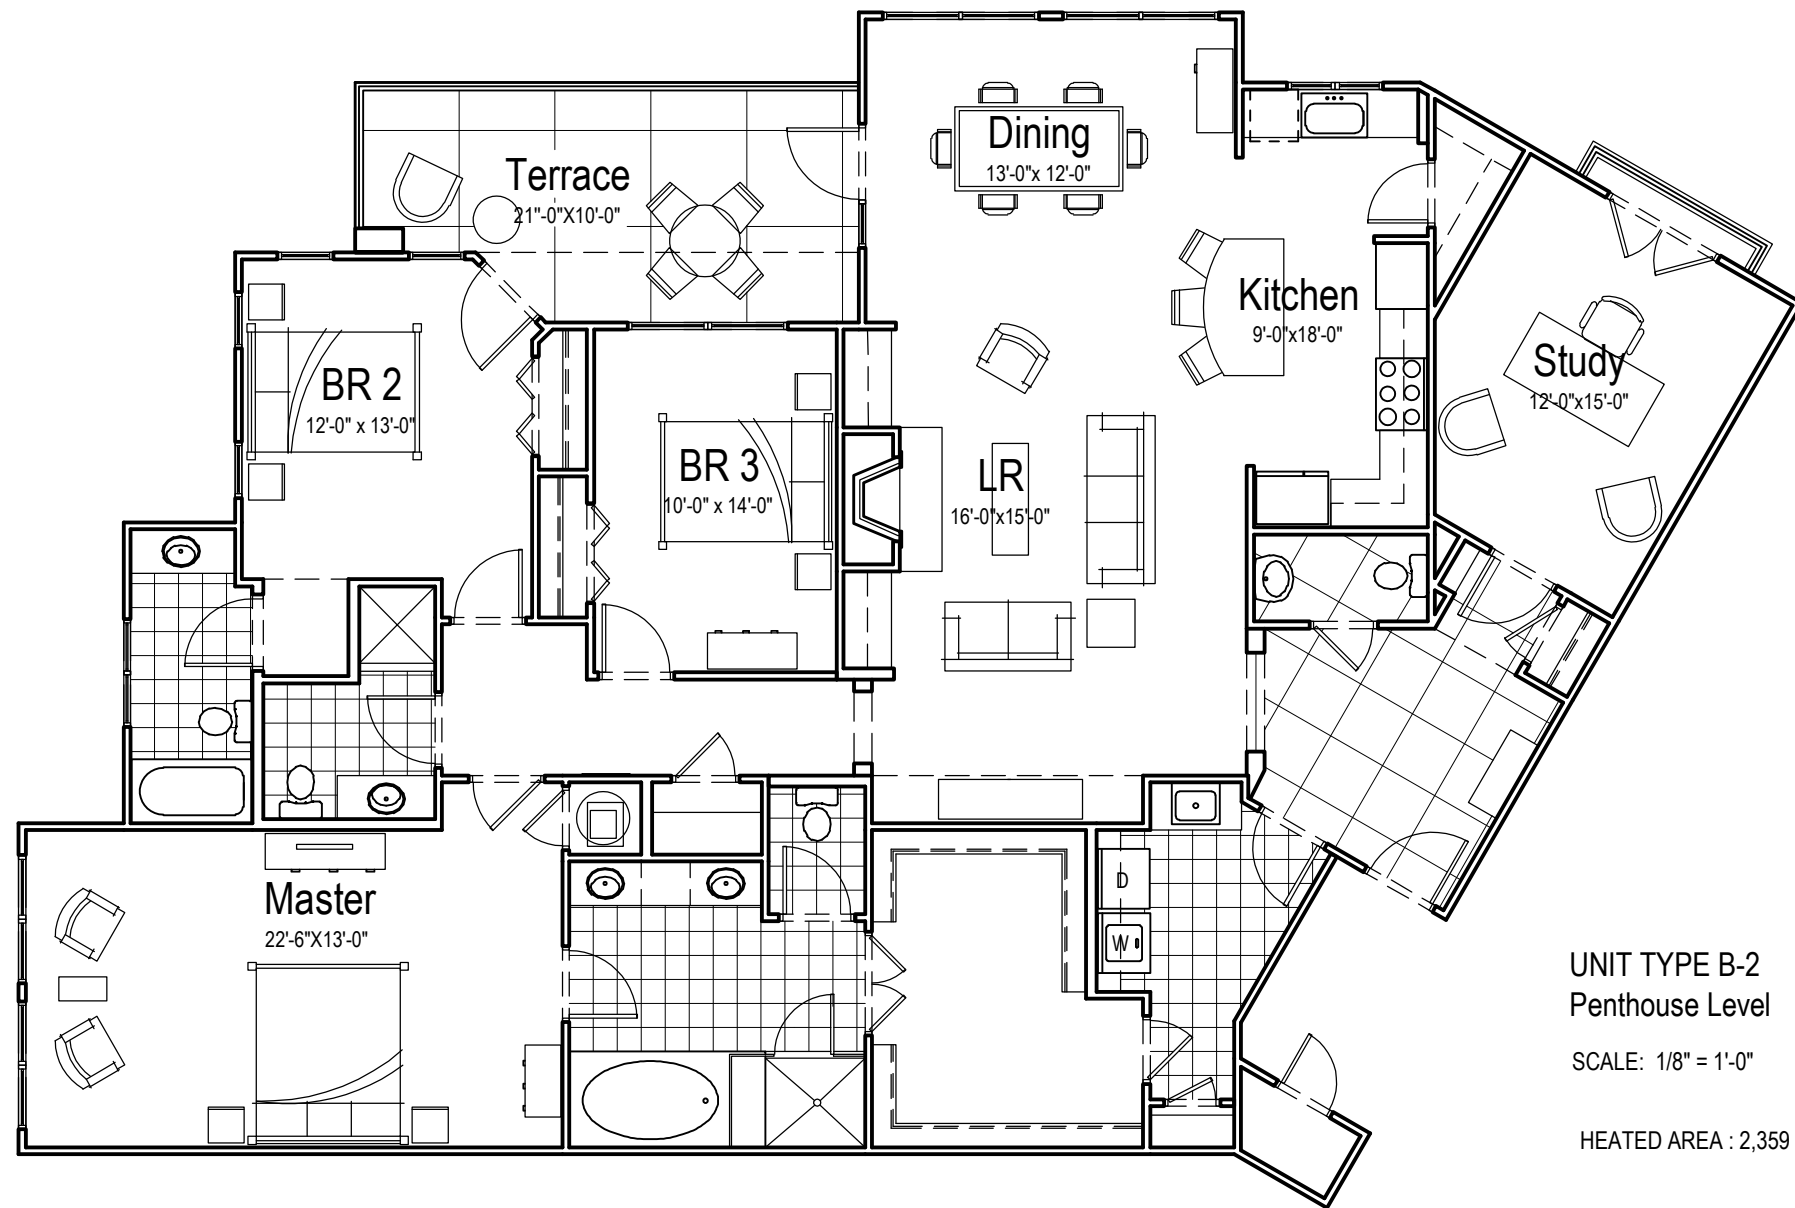 Dining
13'-0"x 12'-0"
Terrace
21"-0"X10'-0"
Kitchen
9'-0"x18'-0"
Study
12'-0"x15'-0"
BR 2
12'-0" x 13'-0"
BR 3
10'-0" x 14'-0"
LR
16'-0"x15'-0"
Master
22'-6"X13'-0"
D
W
UNIT TYPE B-2
Penthouse Level
SCALE: 1/8" = 1'-0"
HEATED AREA : 2,359